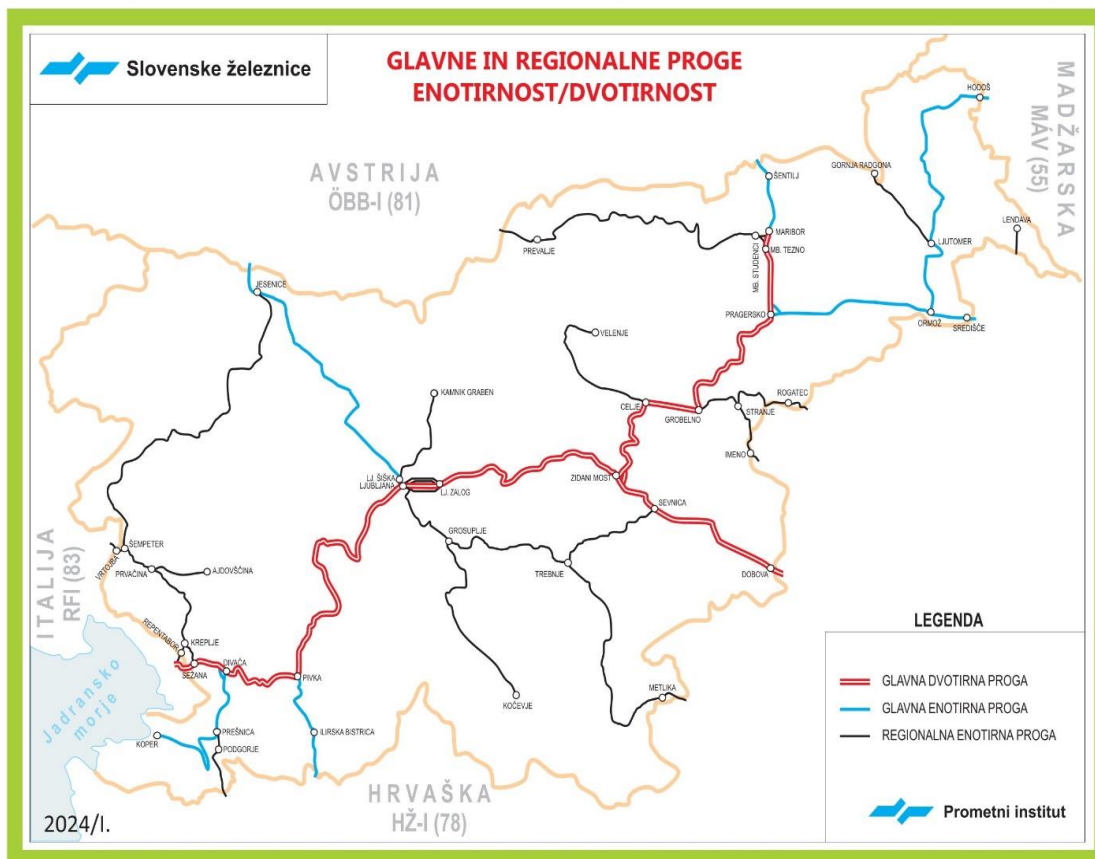 Slovenske železnice
GLAVNE IN REGIONALNE PROGE
ENOTIRNOST/DVOTIRNOST
MADŽARSKA
MÁV (55)
HODOŠ
AVSTRIJA
ÖBB-I (81)
GORNJA RADGONA
ŠENTILJ
LENDAVA
MARIBOR
PREVALJE
MB. TEZNO
MB. STUDENCI
LJUTOMER
JESENICE
PRAGERSKO
ORMOŽ
SREDIŠČE
VELENJE
KAMNIK GRABEN
ROGATEC
CELJE
STRANJE
GROBELNO
IMENO
LJ. ŠIŠKA
LJUBLJANA
LJ. ZALOG
ZIDANI MOST
SEVNICA
GROSUPLJE
ŠEMPETER
VRTOJBA
PRVAČINA
AJDOVŠČINA
TREBNJE
DOBOVA
ITALIJA
RFI (83)
REPENTABOR
KREPLJE
DIVAČA
SEŽANA
PIVKA
METLIKA
KOČEVJE
Jadransko
morje
KOPER
PREŠNICA
PODGORJE
ILIRSKA BISTRICA
HRVAŠKA
HŽ-I (78)
2024/I.
LEGENDA
GLAVNA DVOTIRNA PROGA
GLAVNA ENOTIRNA PROGA
REGIONALNA ENOTIRNA PROGA
Prometni institut